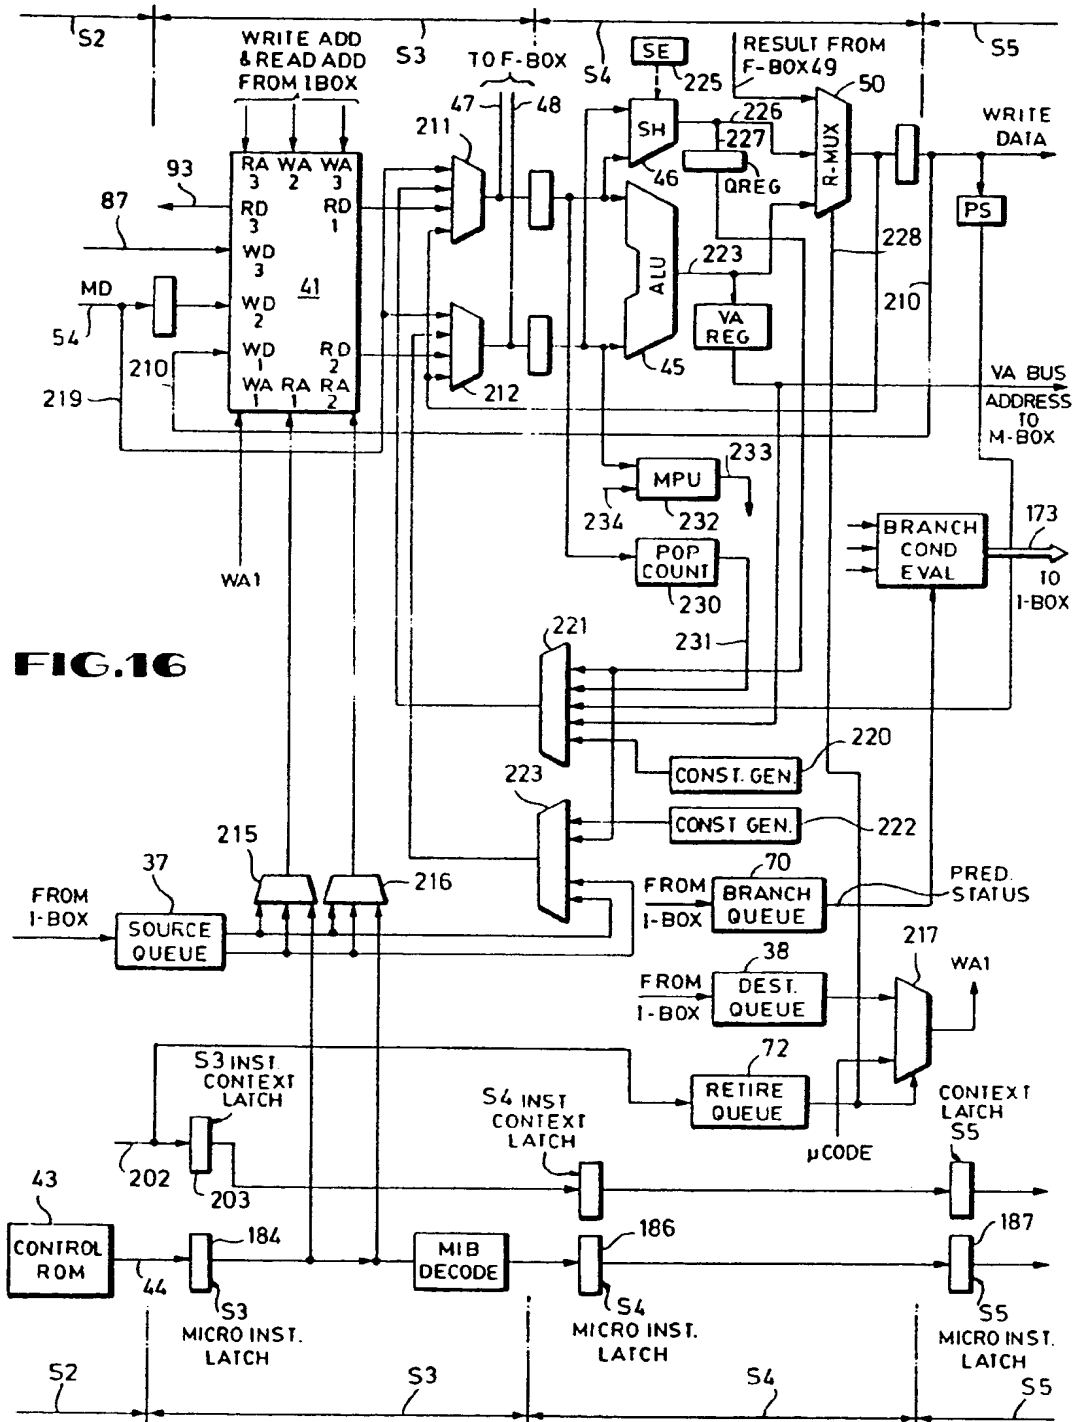 S2
S3
S4
S5
WRITE ADD
& READ ADD
FROM IBOX
TO F-BOX
47
48
SE
225
RESULT FROM
F-BOX49
50
211
226
227
SH
46
QREG
R-MUX
WRITE
DATA
PS
93
87
RA
3
WA
2
WA
3
RD
3
RD
1
WD
3
41
MD
54
WD
2
210
WD
1
RD
2
WA
1
RA
1
RA
2
219
212
ALU
45
223
VA
REG
228
210
VA BUS
ADDRESS
TO
M-BOX
MPU
232
233
234
POP
COUNT
230
231
BRANCH
COND
EVAL
173
TO
I-BOX
WA1
FIG.16
221
220
CONST. GEN.
223
CONST GEN.
222
215
216
37
FROM
I-BOX
SOURCE
QUEUE
70
FROM
I-BOX
BRANCH
QUEUE
PRED.
STATUS
38
FROM
I-BOX
DEST.
QUEUE
217
WA1
72
RETIRE
QUEUE
μCODE
S3 INST.
CONTEXT
LATCH
202
203
S4 INST
CONTEXT
LATCH
CONTEXT
LATCH
S5
43
CONTROL
ROM
44
184
S3
MICRO INST.
LATCH
MIB
DECODE
186
S4
MICRO INST.
LATCH
187
S5
MICRO INST.
LATCH
S2
S3
S4
S5